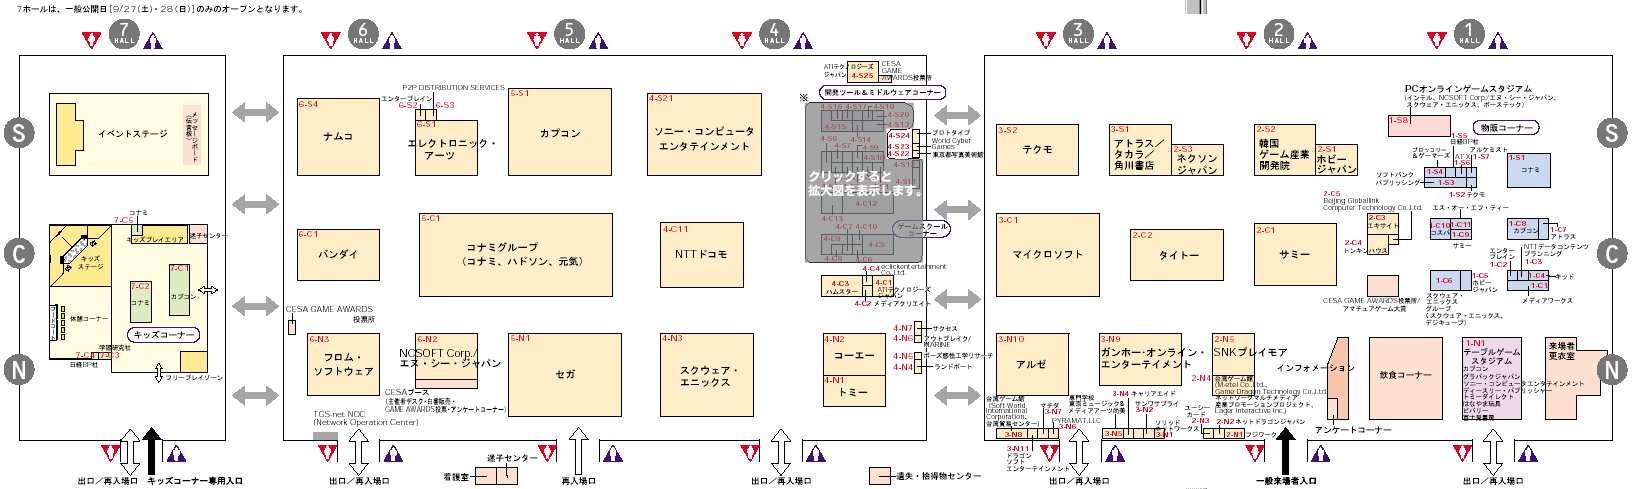 7ホールは、一般公開日[9/27(土)・28(日)]のみのオープンとなります。
7
HALL
6
HALL
5
HALL
4
HALL
3
HALL
2
HALL
1
HALL
S
C
N
イベントステージ
メッセージボード
(伝言板)
コナミ
7-C5
キッズプレイエリア
迷子センター
キッズ
ステージ
7-C1
カプコン
7-C2
コナミ
フードコート
休憩コーナー
キッズコーナー
学習研究社
7-C4 7-C3
日経BP社
フリープレイゾーン
出口/再入場口
キッズコーナー専用入口
6-S4
ナムコ
P2P DISTRIBUTION SERVICES
エンターブレイン
6-S2
6-S3
6-S1
エレクトロニック・
アーツ
5-S1
カプコン
4-S21
ソニー・コンピュータ
エンタテインメント
6-C1
バンダイ
5-C1
コナミグループ
(コナミ、ハドソン、元気)
4-C11
NTTドコモ
CESA GAME AWARDS
投票所
6-N3
フロム・
ソフトウェア
6-N2
NCSOFT Corp./
エヌ・シー・ジャパン
CESAブース
(主催者デスク・白書販売・
GAME AWARDS投票・アンケートコーナー)
TGS-net NOC
(Network Operation Center)
5-N1
セガ
4-N3
スクウェア・
エニックス
4-N2
コーエー
4-N1
トミー
出口/再入場口
看護室
迷子センター
再入場口
出口/再入場口
遺失・拾得物センター
ATIテクノロジーズ
ジャパン
4-S25
CESA
GAME
AWARDS投票所
開発ツール&ミドルウェアコーナー
※
4-S16
4-S17
4-S19
4-S20
4-S15
4-S13
4-S6
4-S14
4-S7
4-S9
4-S10
4-S24
4-S23
4-S22
プロトタイプ
World Cyber
Games
東京都写真美術館
クリックすると
拡大図を表示します。
4-C12
4-C13
4-C7
4-C10
4-C9
4-C5
4-C8
4-C6
ゲームスクール
コーナー
4-C4
eclickentertainment
Co.,Ltd.
4-C3
ハムスター
4-C1
ATIテクノロジーズ
ジャパン
4-C2 メディアクリエイト
4-N7
サクセス
4-N6
アウトブレイク/
MARINE
4-N5
ボーズ感性工学リサーチ
4-N4
ランドポート
3-S2
テクモ
3-S1
アトラス/
タカラ/
角川書店
2-S3
ネクソン
ジャパン
2-S2
韓国
ゲーム産業
開発院
2-S1
ホビー
ジャパン
3-C1
マイクロソフト
2-C2
タイトー
2-C1
サミー
2-C5
Beijing Globallink
Computer Technology Co.,Ltd.
2-C3
エキサイト
2-C4
トンキンハウス
CESA GAME AWARDS投票所/
アマチュアゲーム大賞
PCオンラインゲームスタジアム
(インテル、NCSOFT Corp./エヌ・シー・ジャパン、
スクウェア・エニックス、ボーステック)
1-S8
物販コーナー
1-S5
日経BP社
ブロッコリー
&ゲーマーズ
AT-X
1-S6
アルケミスト
1-S7
1-S4
ソフトバンク
パブリッシング
1-S3
1-S2 テクモ
1-S1
コナミ
エス・オー・エフ・ティー
1-C10
コスパ
1-C11
1-C9
サミー
1-C8
カプコン
1-C7
アトラス
NTTデータコンテンツ
プランニング
エンター
ブレイン
1-C2
1-C3
1-C6
スクウェア・
エニックス
グループ
(スクウェア・エニックス、
デジキューブ)
1-C5
ホビー
ジャパン
1-C4
キッド
1-C1
メディアワークス
3-N10
アルゼ
3-N9
ガンホー・オンライン・
エンターテイメント
2-N5
SNKプレイモア
2-N4
台湾ゲーム館
(M-etel Co.,Ltd.、
Game Dragon Technology Co.,Ltd.
ネットワークマルチメディア
産業プロモーションプロジェクト、
Lager Interactive Inc.)
インフォメーション
アンケートコーナー
飲食コーナー
1-N1
テーブルゲーム
スタジアム
カプコン
グラパックジャパン
ソニー・コンピュータエンタテインメント
ディースリー・パブリッシャー
トミーダイレクト
はなやま玩具
ビバリー
富士見書房
来場者
更衣室
台湾ゲーム館
(Soft-World
International
Corporation、
台湾貿易センター)
3-N8
マチダ
3-N7
PYRAMAT.LLC
3-N6
専門学校
東京ミュージック&
メディアアーツ尚美
3-N4 キャリアエイド
サンワサプライ
3-N2
ソリッド
ネットワークス
3-N5
3-N1
3-N11
ドラゴン
ソフト
エンターテインメント
ユーシー
カード
2-N3
2-N2 ネットドラゴンジャパン
2-N1
フジワーク
出口/再入場口
一般来場者入口
出口/再入場口